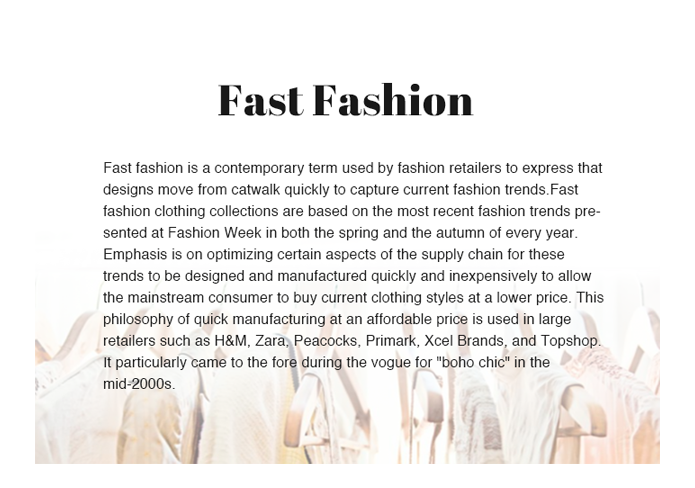 Fast Fashion
Fast fashion is a contemporary term used by fashion retailers to express that
designs move from catwalk quickly to capture current fashion trends.Fast
fashion clothing collections are based on the most recent fashion trends pre-
sented at Fashion Week in both the spring and the autumn of every year.
Emphasis is on optimizing certain aspects of the supply chain for these
trends to be designed and manufactured quickly and inexpensively to allow
the mainstream consumer to buy current clothing styles at a lower price. This
philosophy of quick manufacturing at an affordable price is used in large
retailers such as H&M, Zara, Peacocks, Primark, Xcel Brands, and Topshop.
It particularly came to the fore during the vogue for "boho chic" in the
mid-2000s.